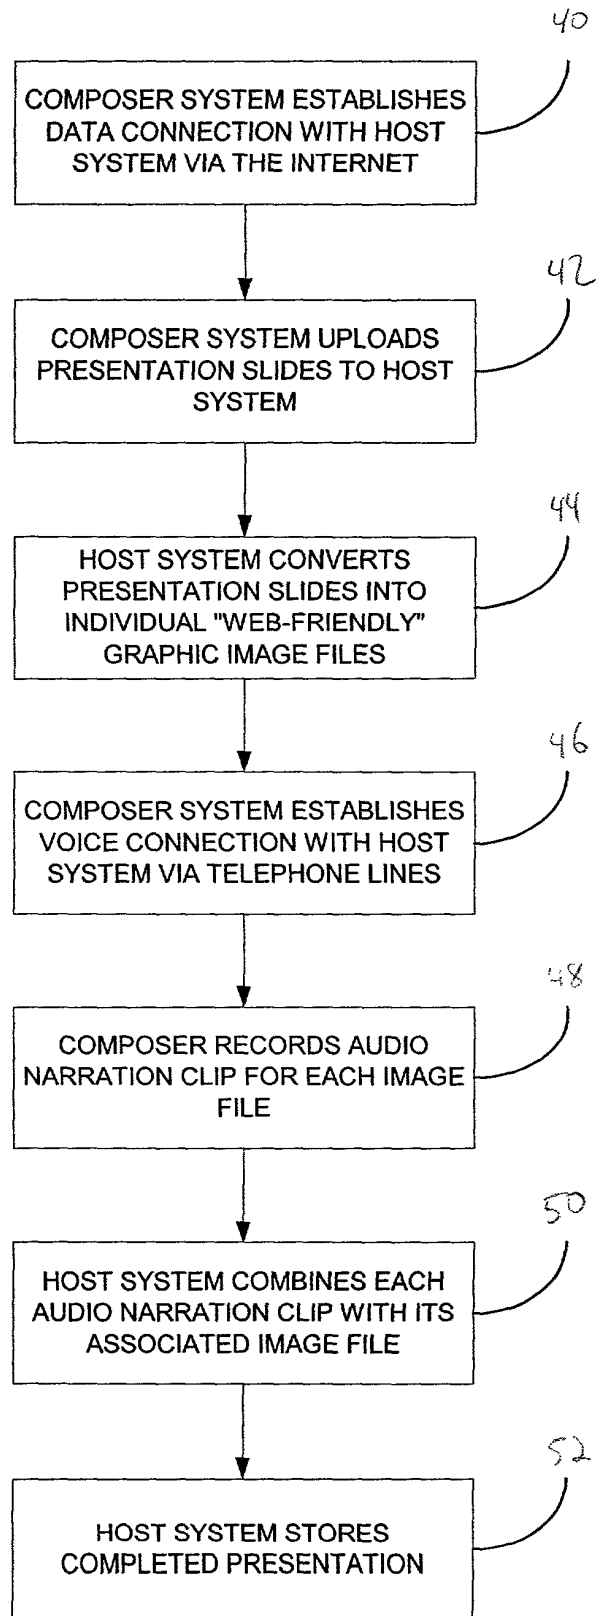 40
COMPOSER SYSTEM ESTABLISHES
DATA CONNECTION WITH HOST
SYSTEM VIA THE INTERNET
42
COMPOSER SYSTEM UPLOADS
PRESENTATION SLIDES TO HOST
SYSTEM
44
HOST SYSTEM CONVERTS
PRESENTATION SLIDES INTO
INDIVIDUAL "WEB-FRIENDLY"
GRAPHIC IMAGE FILES
46
COMPOSER SYSTEM ESTABLISHES
VOICE CONNECTION WITH HOST
SYSTEM VIA TELEPHONE LINES
48
COMPOSER RECORDS AUDIO
NARRATION CLIP FOR EACH IMAGE
FILE
50
HOST SYSTEM COMBINES EACH
AUDIO NARRATION CLIP WITH ITS
ASSOCIATED IMAGE FILE
52
HOST SYSTEM STORES
COMPLETED PRESENTATION